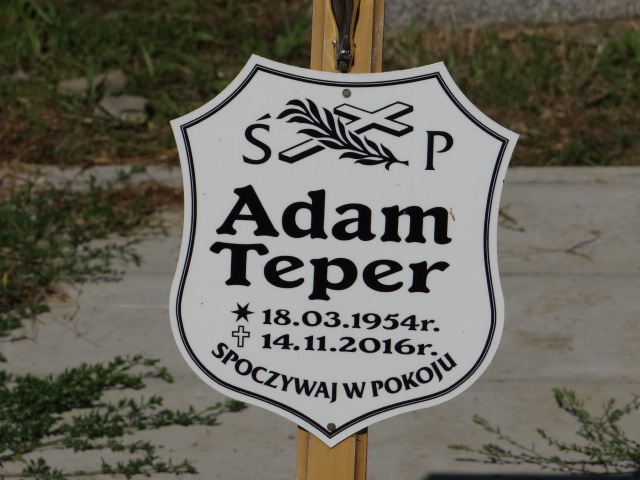 Ś P
Adam
Teper
18.03.1954r.
14.11.2016r.
SPOCZYWAJ W POKOJU